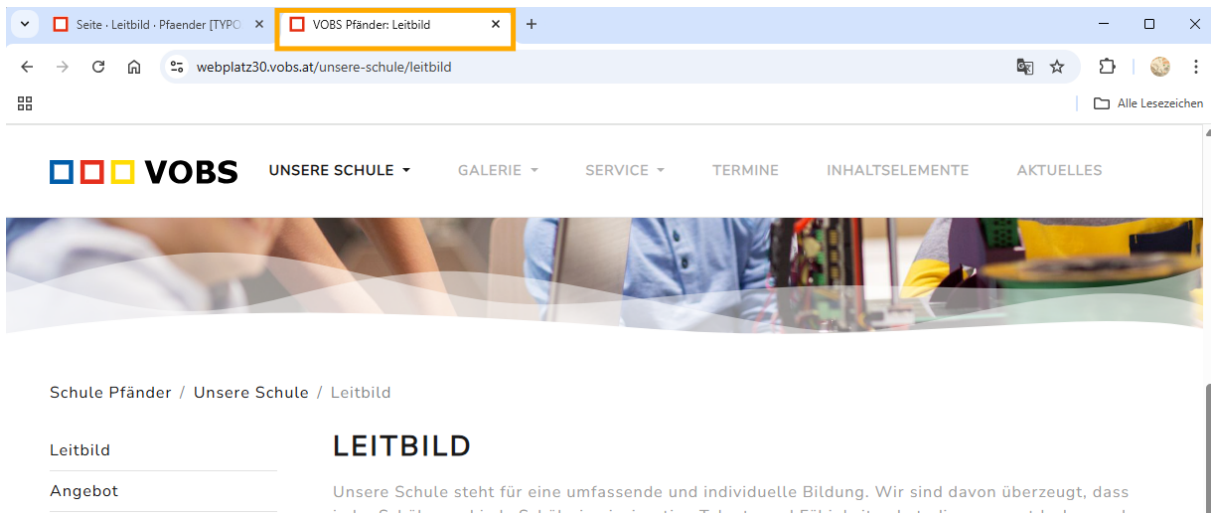 Seite · Leitbild · Pfaender [TYPO
VOBS Pfänder: Leitbild
webplatz30.vobs.at/unsere-schule/leitbild
Alle Lesezeichen
VOBS UNSERE SCHULE GALERIE SERVICE TERMINE INHALTSELEMENTE AKTUELLES
Schule Pfänder / Unsere Schule / Leitbild
Leitbild
Angebot
LEITBILD
Unsere Schule steht für eine umfassende und individuelle Bildung. Wir sind davon überzeugt, dass